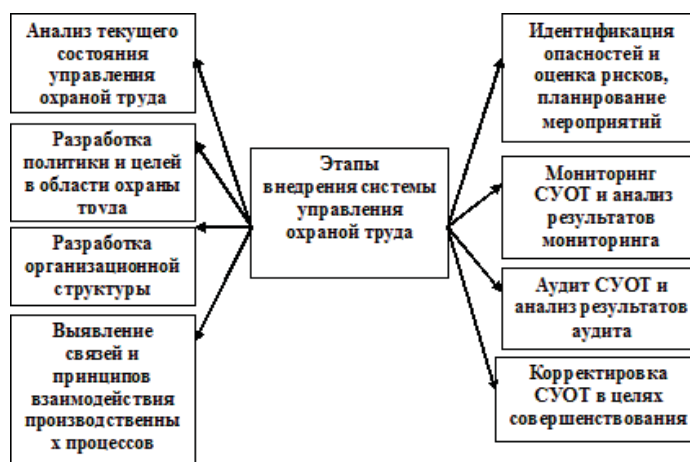 Анализ текущего
состояния
управления
охраной труда
Разработка
политики и целей
в области охраны
труда
Разработка
организационной
структуры
Выявление
связей и
принципов
взаимодействия
производственны
х процессов
Этапы
внедрения системы
управления
охраной труда
Идентификация
опасностей и
оценка рисков,
планирование
мероприятий
Мониторинг
СУОТ и анализ
результатов
мониторинга
Аудит СУОТ и
анализ результатов
аудита
Корректировка
СУОТ в целях
совершенствования